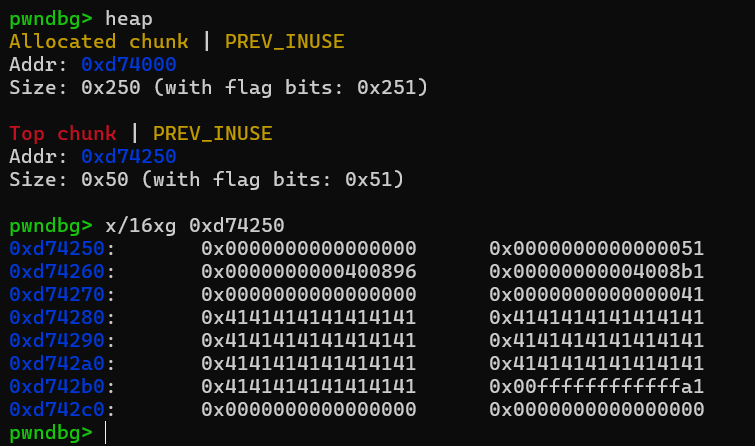 pwndbg> heap
Allocated chunk | PREV_INUSE
Addr: 0xd74000
Size: 0x250 (with flag bits: 0x251)
Top chunk | PREV_INUSE
Addr: 0xd74250
Size: 0x50 (with flag bits: 0x51)
pwndbg> x/16xg 0xd74250
0xd74250: 0x0000000000000000 0x0000000000000051
0xd74260: 0x0000000000400896 0x00000000004008b1
0xd74270: 0x0000000000000000 0x0000000000000041
0xd74280: 0x4141414141414141 0x4141414141414141
0xd74290: 0x4141414141414141 0x4141414141414141
0xd742a0: 0x4141414141414141 0x4141414141414141
0xd742b0: 0x4141414141414141 0x00ffffffffffffa1
0xd742c0: 0x0000000000000000 0x0000000000000000
pwndbg>